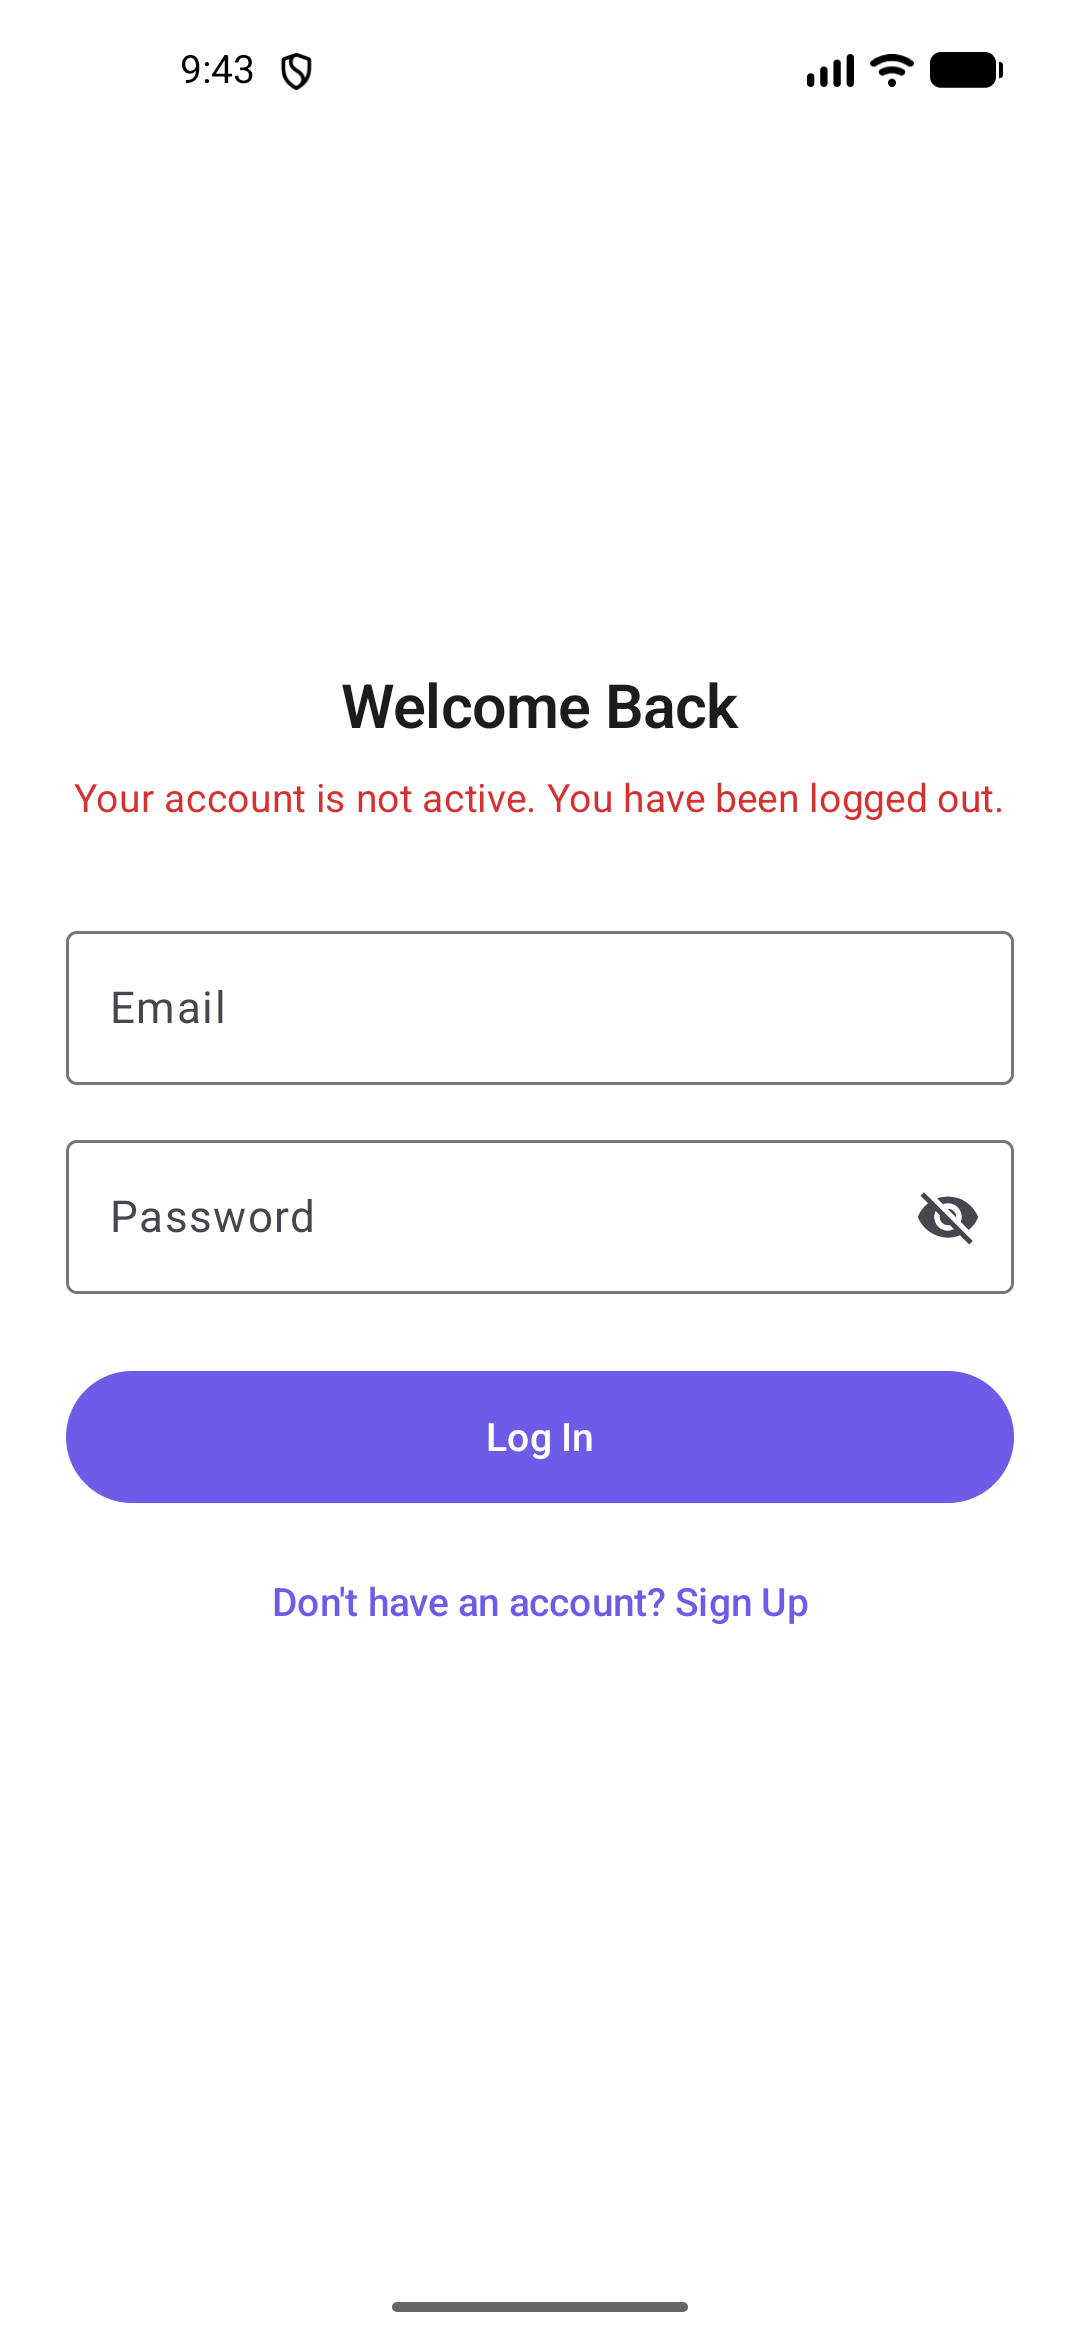 9:43
Welcome Back
Your account is not active. You have been logged out.
Email
Password
Log In
Don't have an account? Sign Up